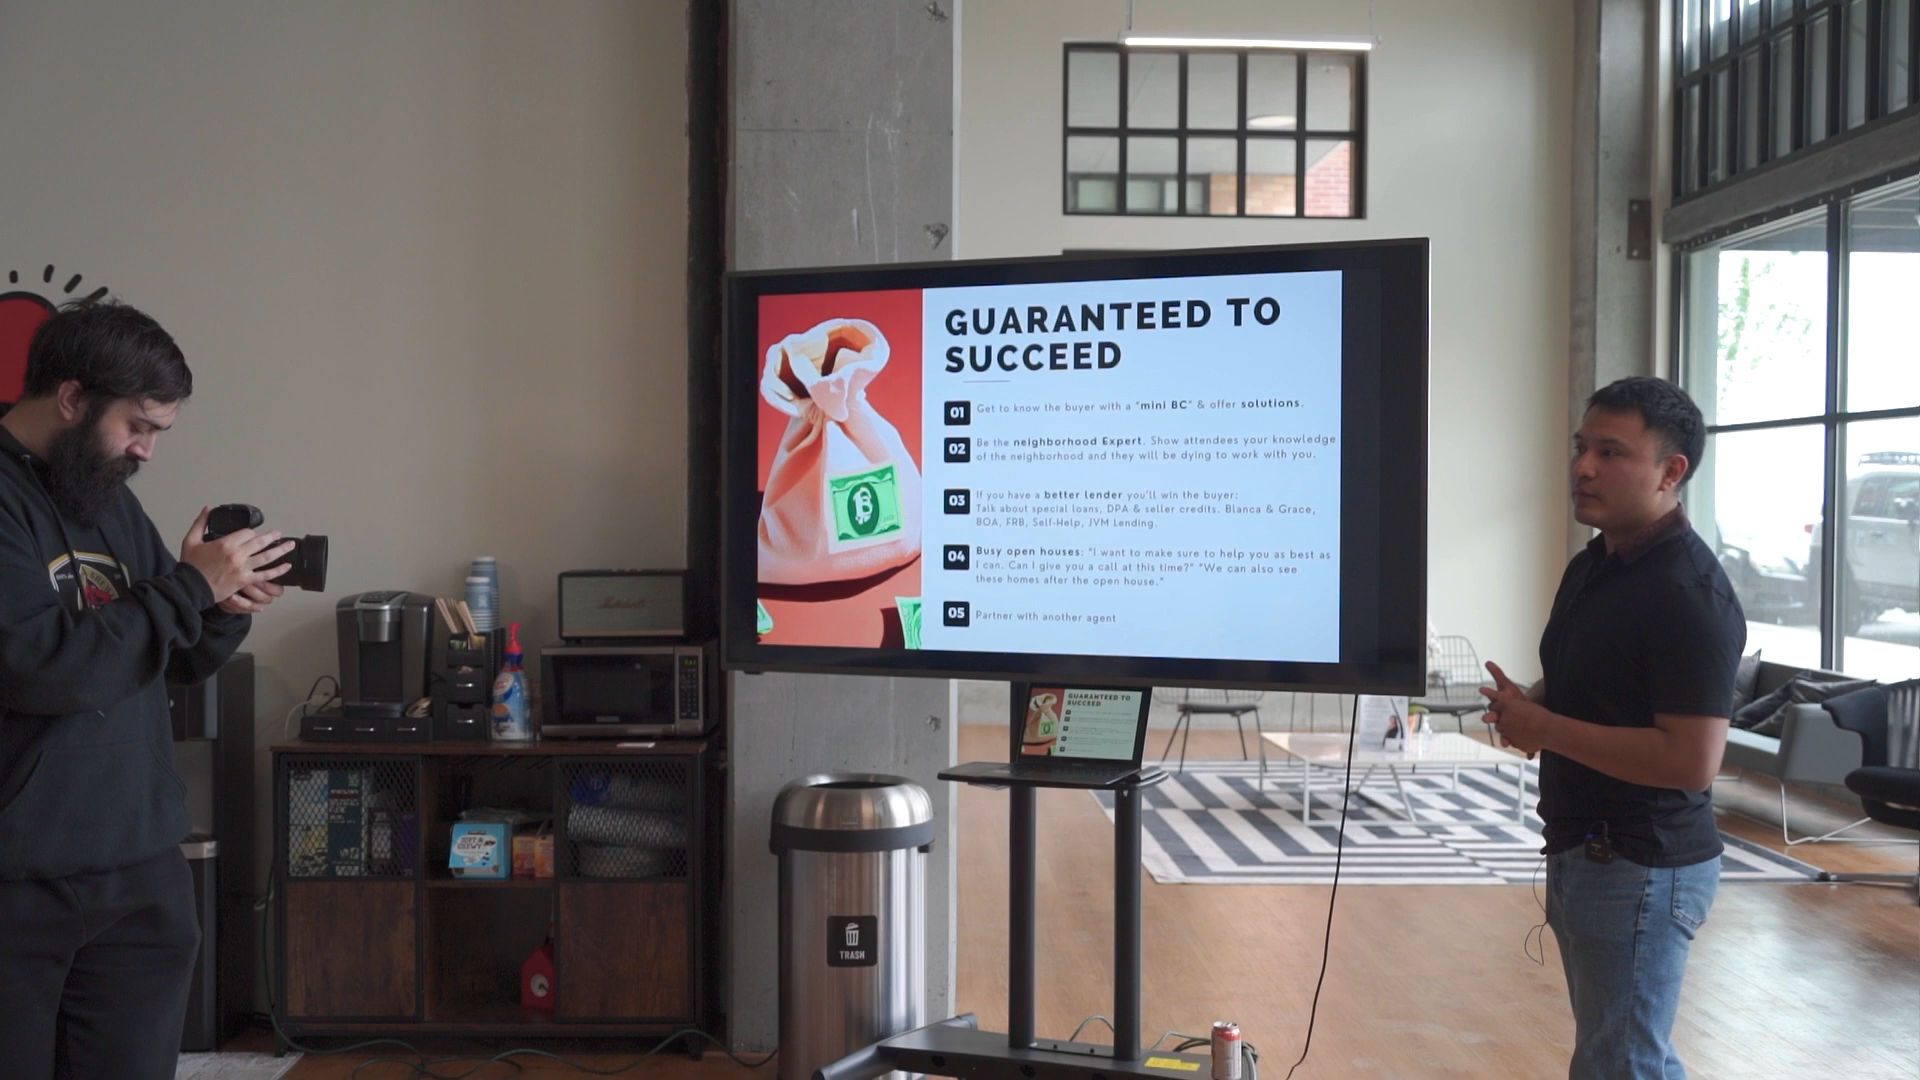 GUARANTEED TO
SUCCEED
01 Get to know the buyer with a "mini BC" & offer solutions.
02 Be the neighborhood Expert. Show attendees your knowledge
of the neighborhood and they will be dying to work with you.
03 If you have a better lender you'll win the buyer:
Talk about special loans, DPA & seller credits. Blanca & Grace,
BOA, FRB, Self-Help, JVM Lending.
04 Busy open houses: "I want to make sure to help you as best as
I can. Can I give you a call at this time?" "We can also see
these homes after the open house."
05 Partner with another agent
Marshall
GUARANTEED TO
SUCCEED
TRASH